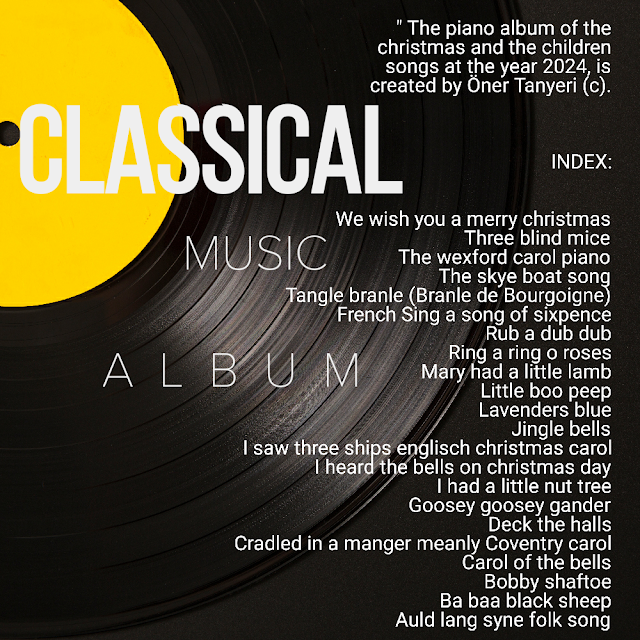 " The piano album of the
christmas and the children
songs at the year 2024, is
created by Öner Tanyeri (c).
CLASSICAL
MUSIC
ALBUM
INDEX:
We wish you a merry christmas
Three blind mice
The wexford carol piano
The skye boat song
Tangle branle (Branle de Bourgoigne)
French Sing a song of sixpence
Rub a dub dub
Ring a ring o roses
Mary had a little lamb
Little boo peep
Lavenders blue
Jingle bells
I saw three ships englisch christmas carol
I heard the bells on christmas day
I had a little nut tree
Goosey goosey gander
Deck the halls
Cradled in a manger meanly Coventry carol
Carol of the bells
Bobby shaftoe
Ba baa black sheep
Auld lang syne folk song